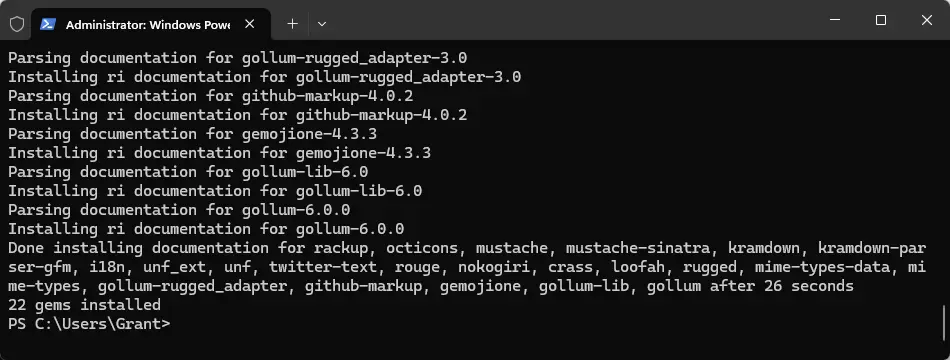 Administrator: Windows Powe
Parsing documentation for gollum-rugged_adapter-3.0
Installing ri documentation for gollum-rugged_adapter-3.0
Parsing documentation for github-markup-4.0.2
Installing ri documentation for github-markup-4.0.2
Parsing documentation for gemojione-4.3.3
Installing ri documentation for gemojione-4.3.3
Parsing documentation for gollum-lib-6.0
Installing ri documentation for gollum-lib-6.0
Parsing documentation for gollum-6.0.0
Installing ri documentation for gollum-6.0.0
Done installing documentation for rackup, octicons, mustache, mustache-sinatra, kramdown, kramdown-par
ser-gfm, i18n, unf_ext, unf, twitter-text, rouge, nokogiri, crass, loofah, rugged, mime-types-data, mi
me-types, gollum-rugged_adapter, github-markup, gemojione, gollum-lib, gollum after 26 seconds
22 gems installed
PS C:\Users\Grant>